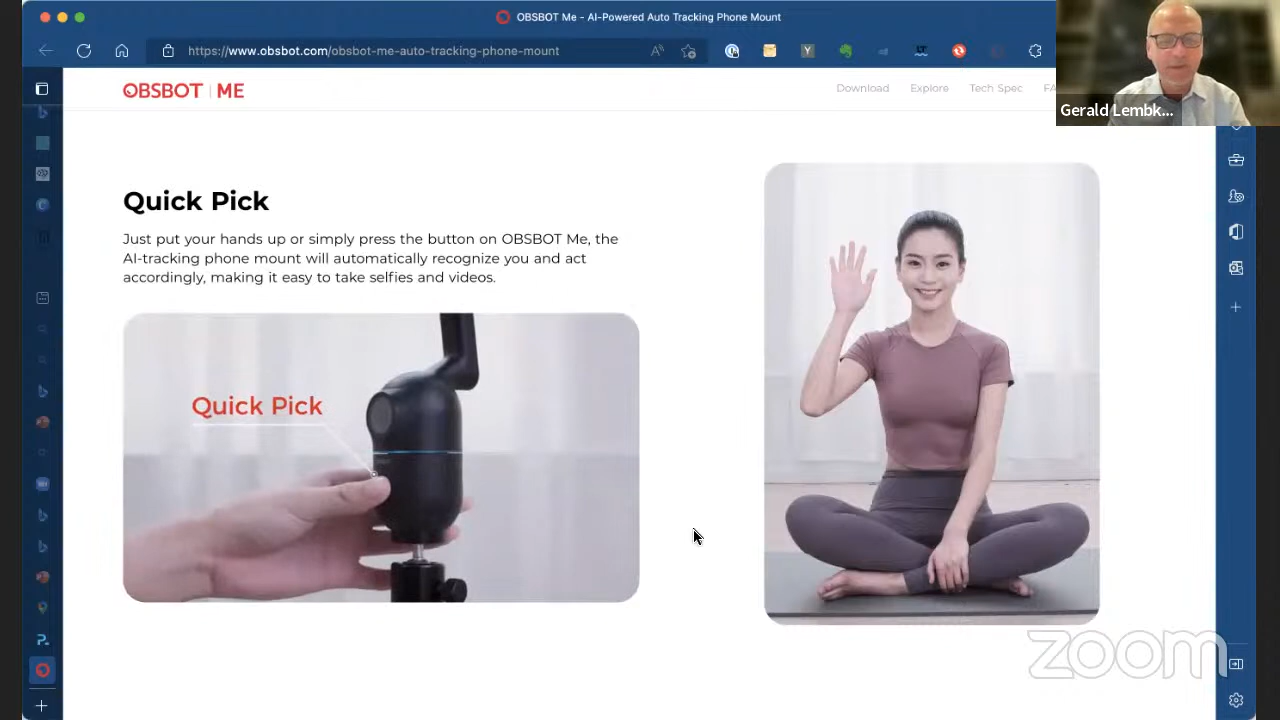 OBSBOT Me - AI-Powered Auto Tracking Phone Mount
https://www.obsbot.com/obsbot-me-auto-tracking-phone-mount
OBSBOT | ME
Download
Explore
Tech Spec
FA
Gerald Lembk...
Quick Pick
Just put your hands up or simply press the button on OBSBOT Me, the
AI-tracking phone mount will automatically recognize you and act
accordingly, making it easy to take selfies and videos.
Quick Pick
zoom